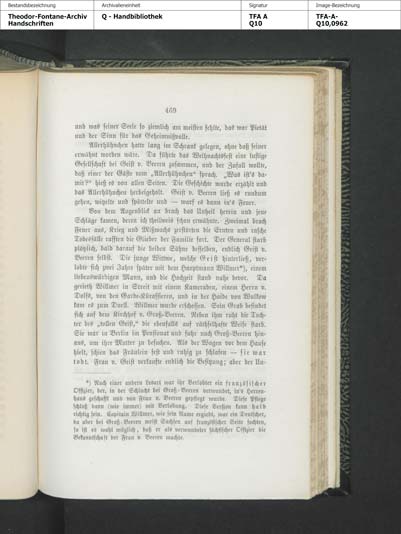 Bestandsbezeichnung
Archivalieneinheit
Signatur
Image-Bezeichnung
Theodor-Fontane-Archiv
Handschriften
Q - Handbibliothek
TFA A
Q10
TFA-A-
Q10,0962
469
und was seiner Seele so ziemlich am meisten fehlte, das war Pietät
und der Sinn für das Geheimnißvolle.
Allerhühnchen hatte lang im Schrank gelegen, ohne daß seiner
erwähnt worden wäre. Da führte das Weihnachtsfest eine lustige
Gesellschaft bei Geist v. Beeren zusammen, und der Zufall wollte,
daß einer der Gäste vom „Allerhühnchen“ sprach. „Was ist's da-
mit?“ hieß es von allen Seiten. Die Geschichte wurde erzählt und
das Allerhühnchen herbeigeholt. Geist v. Beeren ließ es rundum
gehen, witzelte und spöttelte und — warf es dann in's Feuer.
Von dem Augenblick an brach das Unheil herein und jene
Schläge kamen, deren ich theilweis schon erwähnte. Zweimal brach
Feuer aus, Krieg und Mißwachs zerstörten die Ernten und rasche
Todesfälle rafften die Glieder der Familie fort. Der General starb
plötzlich, bald darauf die beiden Söhne desselben, endlich Geist v.
Beeren selbst. Die junge Wittwe, welche Geist hinterließ, ver-
lobte sich zwei Jahre später mit dem Hauptmann Willmer*), einem
liebenswürdigen Mann, und die Hochzeit stand nahe bevor. Da
gerieth Willmer in Streit mit einem Kameraden, einem Herrn v.
Dolffs, von den Garde-Kürassieren, und in der Haide von Wulkow
kam es zum Duell. Willmer wurde erschossen. Sein Grab befindet
sich auf dem Kirchhof v. Groß-Beeren. Neben ihm ruht die Toch-
ter des „tollen Geist,“ die ebenfalls auf räthselhafte Weise starb.
Sie war in Berlin im Pensionat und fuhr nach Groß-Beeren hin-
aus, um ihre Mutter zu besuchen. Als der Wagen vor dem Hause
hielt, schien das Fräulein fest und ruhig zu schlafen — sie war
todt. Frau v. Geist verkaufte endlich die Besitzung; aber der Un-
*) Nach einer andern Lesart war ihr Verlobter ein französischer
Offizier, der, in der Schlacht bei Groß-Beeren verwundet, in's Herren-
haus geschafft und von Frau v. Beeren gepflegt wurde. Diese Pflege
schloß dann (wie immer) mit Verlobung. Diese Version kann halb
richtig sein. Capitain Willmer, wie sein Name ergiebt, war ein Deutscher,
da aber bei Groß-Beeren meist Sachsen auf französischer Seite fochten,
so ist es wohl möglich, daß er als verwundeter sächsischer Offizier die
Bekanntschaft der Frau v. Beeren machte.